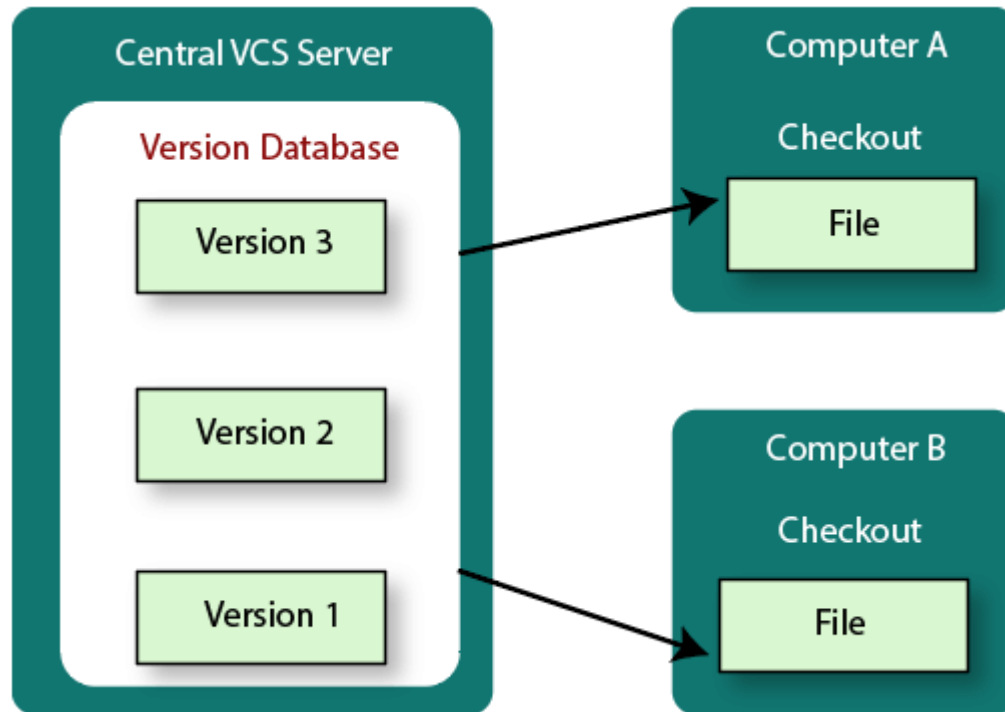 Central VCS Server
Version Database
Version 3
Version 2
Version 1
Computer A
Checkout
File
Computer B
Checkout
File